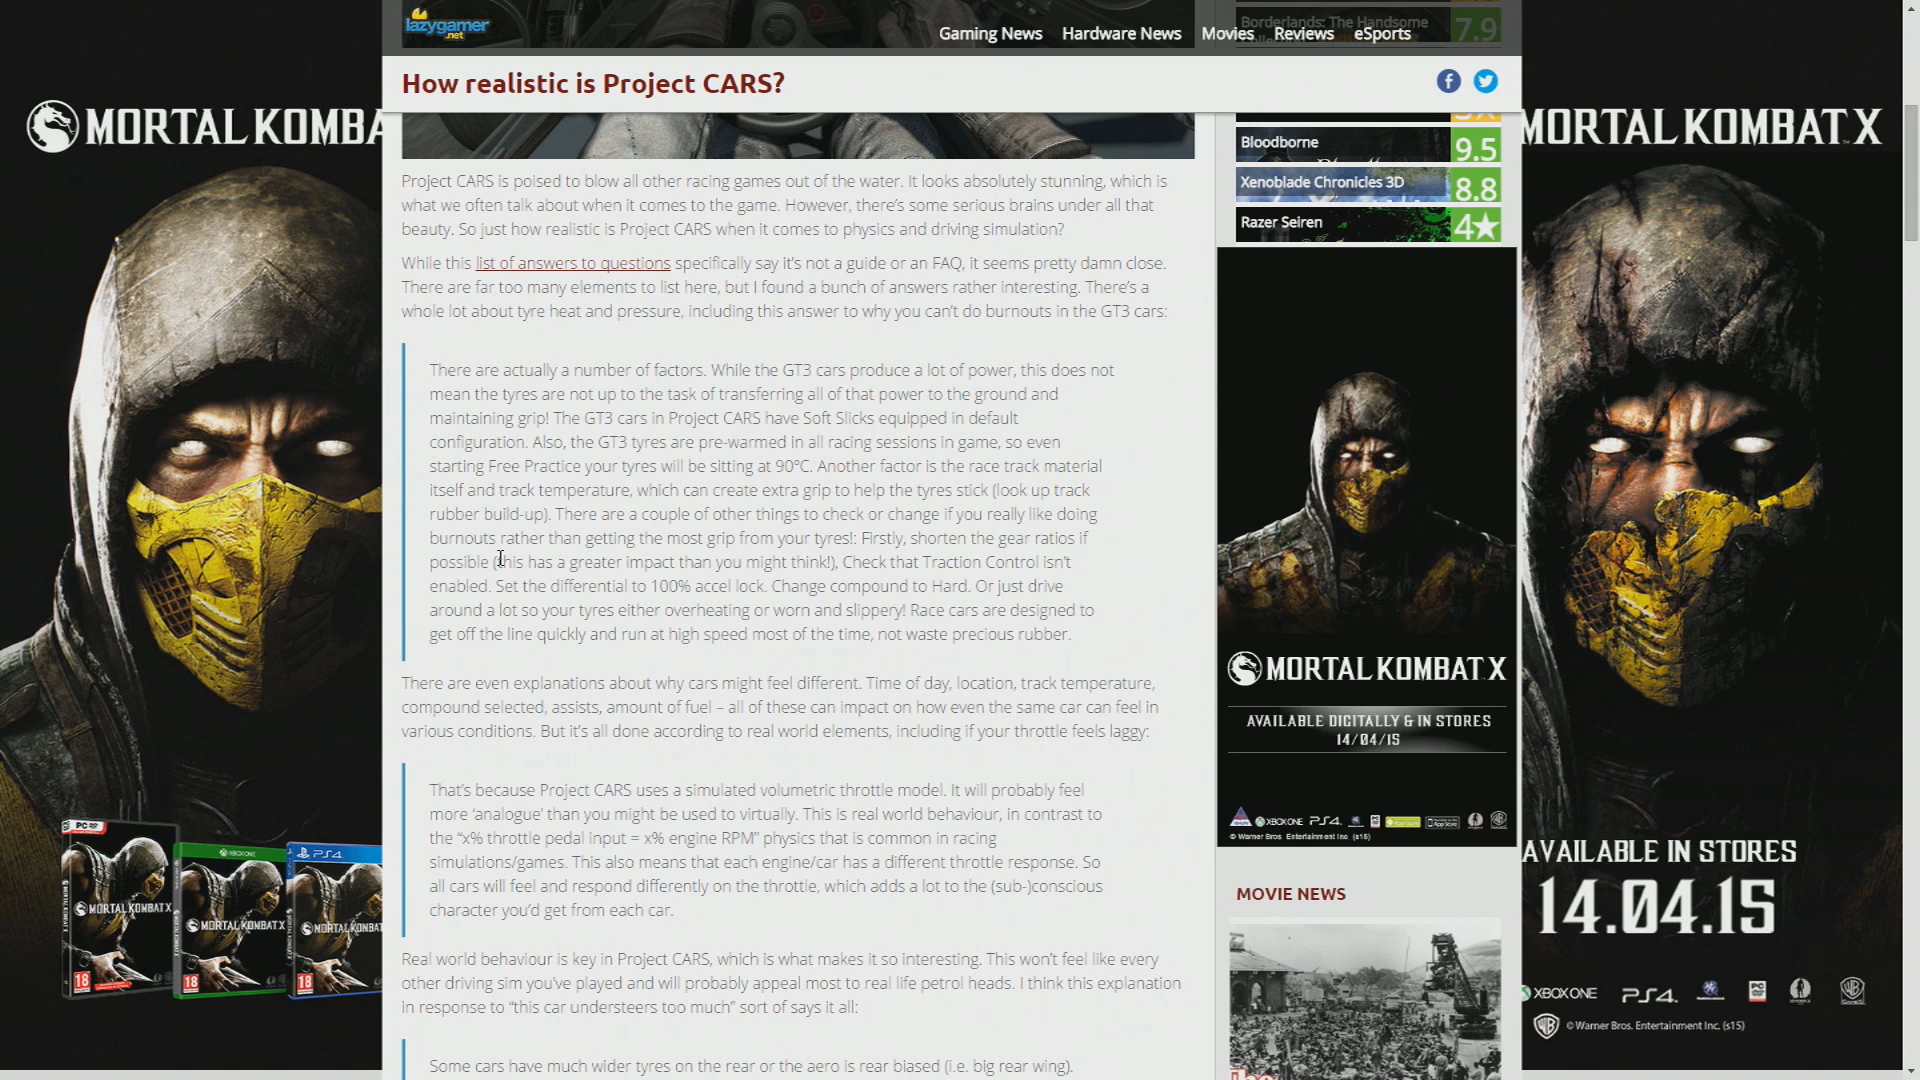 lazygamer
.net
Gaming News Hardware News Movies Reviews eSports
Borderlands: The Handsome
7.9
How realistic is Project CARS?
Bloodborne
9.5
Xenoblade Chronicles 3D
8.8
Razer Seiren
4★
Project CARS is poised to blow all other racing games out of the water. It looks absolutely stunning, which is
what we often talk about when it comes to the game. However, there's some serious brains under all that
beauty. So just how realistic is Project CARS when it comes to physics and driving simulation?
While this list of answers to questions specifically say it's not a guide or an FAQ, it seems pretty damn close.
There are far too many elements to list here, but I found a bunch of answers rather interesting. There's a
whole lot about tyre heat and pressure, including this answer to why you can't do burnouts in the GT3 cars:
There are actually a number of factors. While the GT3 cars produce a lot of power, this does not
mean the tyres are not up to the task of transferring all of that power to the ground and
maintaining grip! The GT3 cars in Project CARS have Soft Slicks equipped in default
configuration. Also, the GT3 tyres are pre-warmed in all racing sessions in game, so even
starting Free Practice your tyres will be sitting at 90°C. Another factor is the race track material
itself and track temperature, which can create extra grip to help the tyres stick (look up track
rubber build-up). There are a couple of other things to check or change if you really like doing
burnouts rather than getting the most grip from your tyres!: Firstly, shorten the gear ratios if
possible (this has a greater impact than you might think!), Check that Traction Control isn't
enabled. Set the differential to 100% accel lock. Change compound to Hard. Or just drive
around a lot so your tyres either overheating or worn and slippery! Race cars are designed to
get off the line quickly and run at high speed most of the time, not waste precious rubber.
There are even explanations about why cars might feel different. Time of day, location, track temperature,
compound selected, assists, amount of fuel – all of these can impact on how even the same car can feel in
various conditions. But it's all done according to real world elements, including if your throttle feels laggy:
That's because Project CARS uses a simulated volumetric throttle model. It will probably feel
more 'analogue' than you might be used to virtually. This is real world behaviour, in contrast to
the "x% throttle pedal input = x% engine RPM" physics that is common in racing
simulations/games. This also means that each engine/car has a different throttle response. So
all cars will feel and respond differently on the throttle, which adds a lot to the (sub-)conscious
character you'd get from each car.
Real world behaviour is key in Project CARS, which is what makes it so interesting. This won't feel like every
other driving sim you've played and will probably appeal most to real life petrol heads. I think this explanation
in response to "this car understeers too much" sort of says it all:
Some cars have much wider tyres on the rear or the aero is rear biased (i.e. big rear wing).
MORTAL KOMBA
PC DVD
XBOX ONE
PS4
MORTAL KOMBAT X
MORTAL KOMBAT X
MORTAL KOMBAT
18
18
18
MORTAL KOMBAT X
AVAILABLE DIGITALLY & IN STORES
14/04/15
XBOX ONE PS4
© Warner Bros. Entertainment Inc (s15)
MOVIE NEWS
MORTAL KOMBAT X
AVAILABLE IN STORES
14.04.15
XBOX ONE PS4
© Warner Bros. Entertainment Inc. (s15)